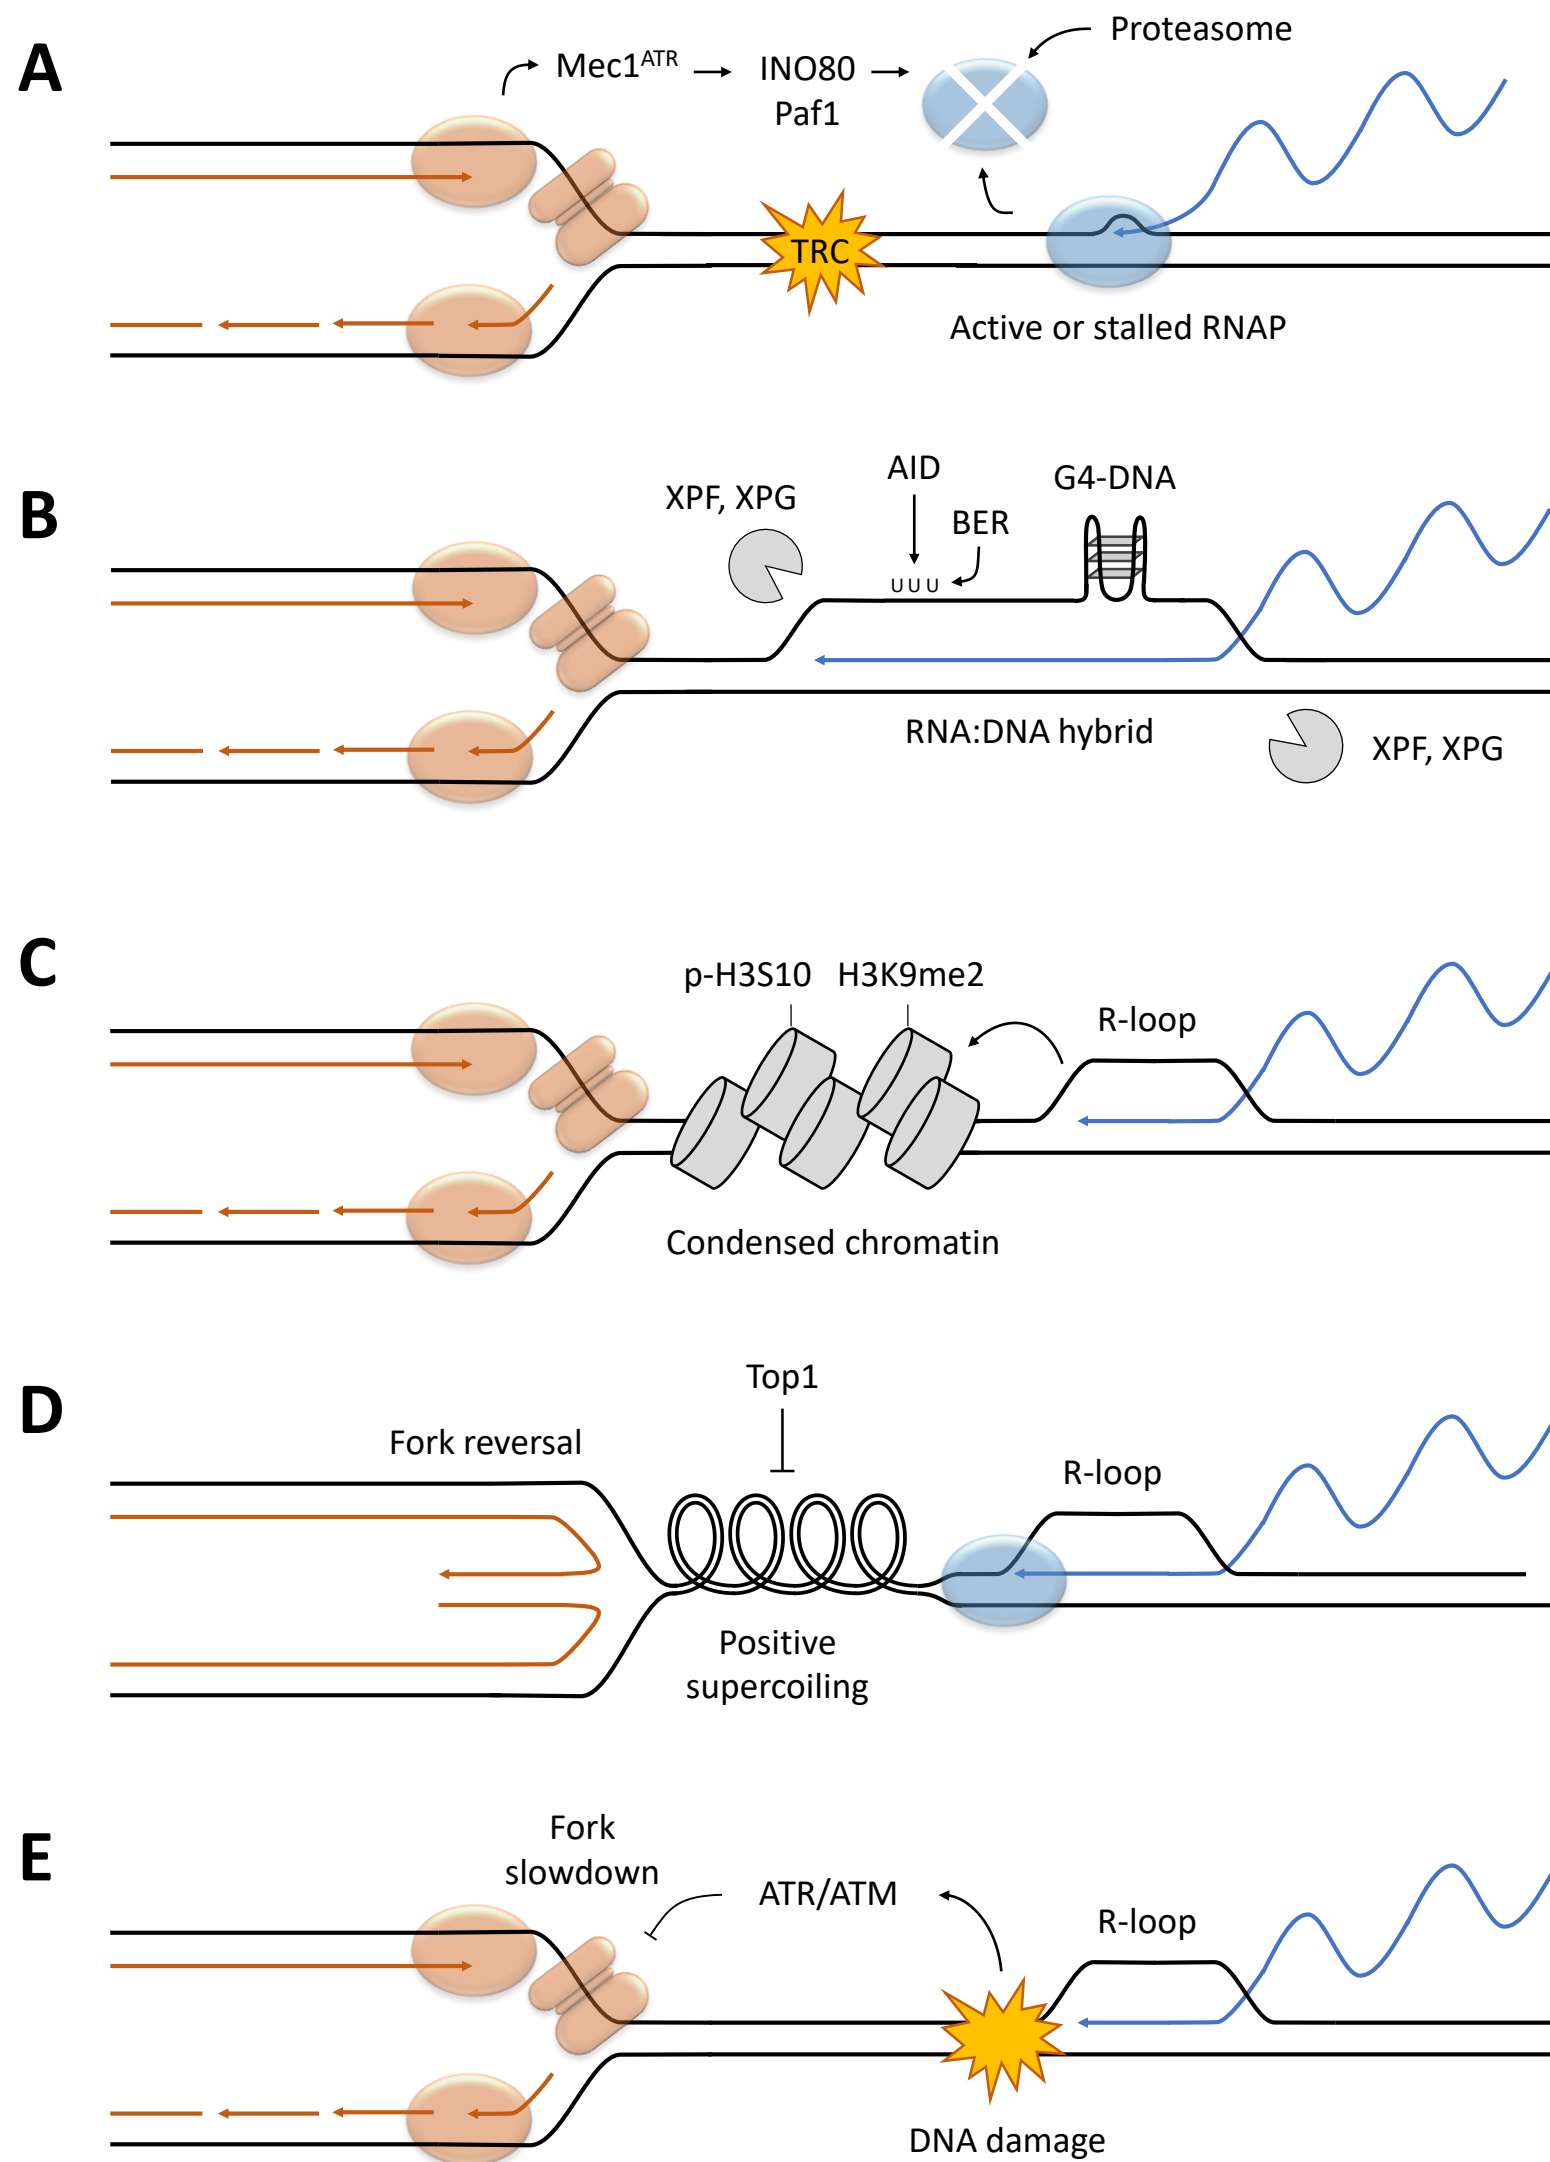 A
Mec1ATR
INO80
Paf1
Proteasome
TRC
Active or stalled RNAP
B
XPF, XPG
AID
BER
G4-DNA
U U U
RNA:DNA hybrid
XPF, XPG
C
p-H3S10
H3K9me2
R-loop
Condensed chromatin
D
Top1
Fork reversal
R-loop
Positive
supercoiling
E
Fork
slowdown
ATR/ATM
R-loop
DNA damage